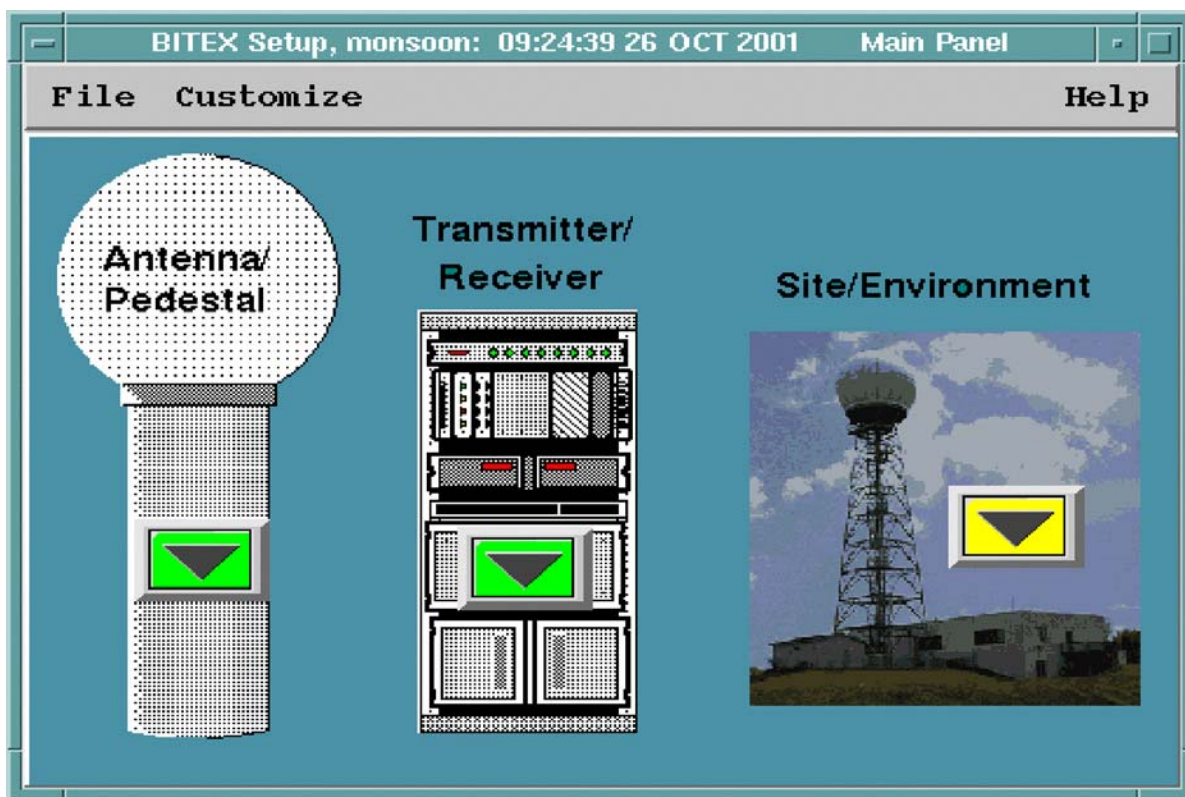 BITEX Setup, monsoon: 09:24:39 26 OCT 2001 Main Panel
File Customize Help
Antenna/
Pedestal
Transmitter/
Receiver
Site/Environment